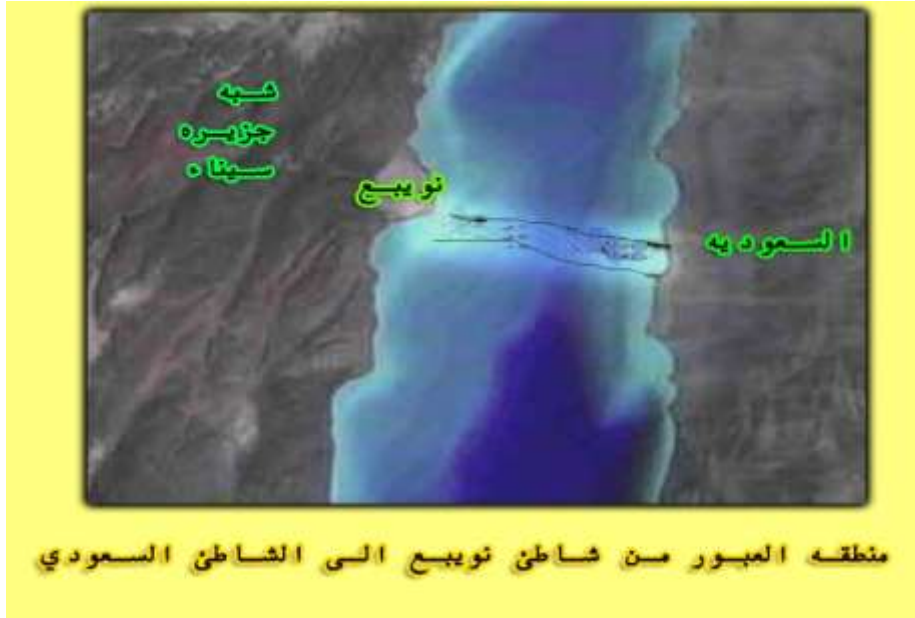 شبه
جزيره
سيناء
نويبع
السعوديه
منطقه العبور من شاطئ نويبع الى الشاطئ السعودي